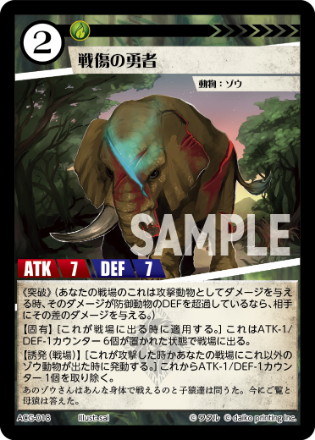 2
戦傷の勇者
動物：ゾウ
SAMPLE
ATK 7 DEF 7
《突破》(あなたの戦場のこれは攻撃動物としてダメージを与え
る時、そのダメージが防御動物のDEFを超過しているなら、相手
にその差のダメージを与える。)
【固有】[これが戦場に出る時に適用する。] これはATK-1/
DEF-1カウンター 6個が置かれた状態で戦場に出る。
【誘発(戦場)】[これが攻撃した時かあなたの戦場にこれ以外の
ゾウ動物が出た時に発動する。] これからATK-1/DEF-1カウン
ター 1個を取り除く。
あのゾウさんはあんな身体で戦えるのと子猿達は問うた。今にご覧と
母猿は答えた。
ACG-018
Illust:sai
© daiko printing inc.